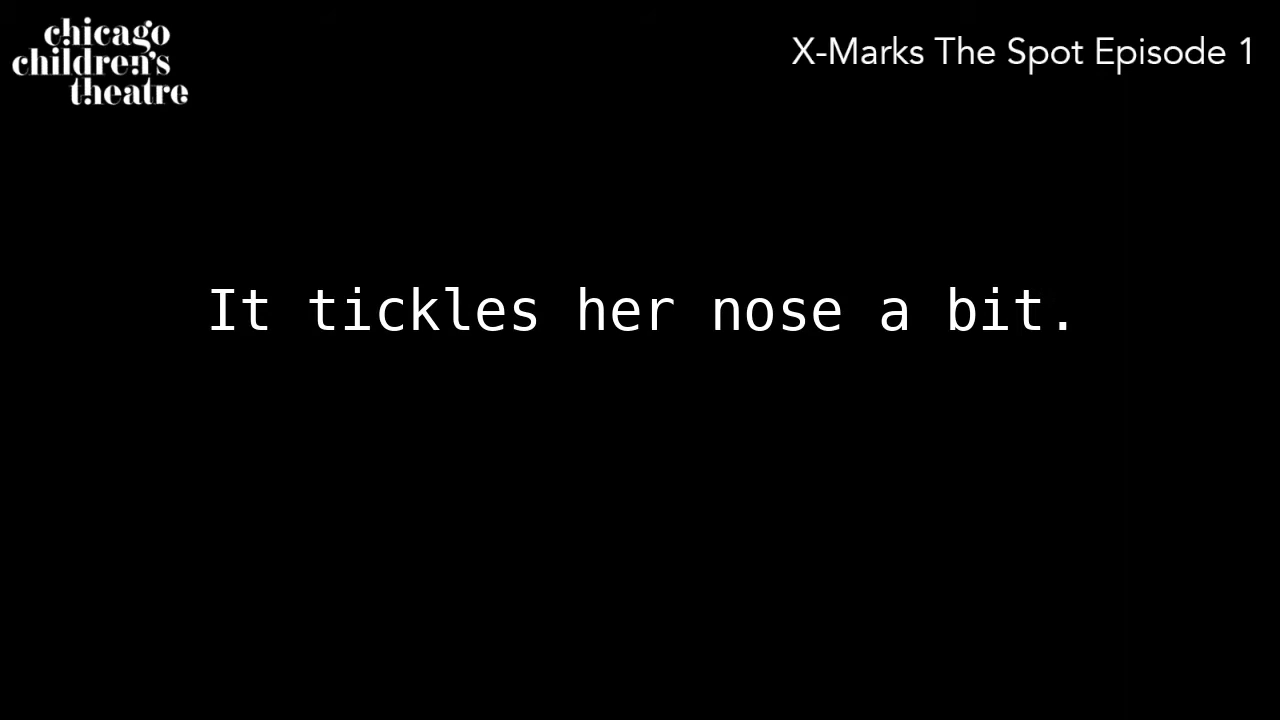 chicago
children's
theatre
X-Marks The Spot Episode 1
It tickles her nose a bit.